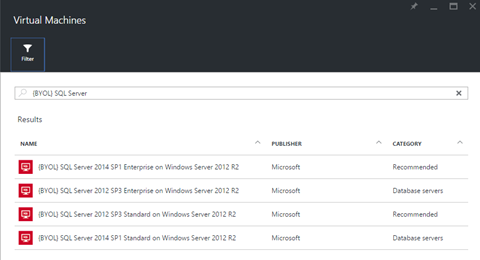 Virtual Machines
Filter
{BYOL} SQL Server
Results
NAME PUBLISHER CATEGORY
{BYOL} SQL Server 2014 SP1 Enterprise on Windows Server 2012 R2 Microsoft Recommended
{BYOL} SQL Server 2012 SP3 Enterprise on Windows Server 2012 R2 Microsoft Database servers
{BYOL} SQL Server 2012 SP3 Standard on Windows Server 2012 R2 Microsoft Recommended
{BYOL} SQL Server 2014 SP1 Standard on Windows Server 2012 R2 Microsoft Database servers